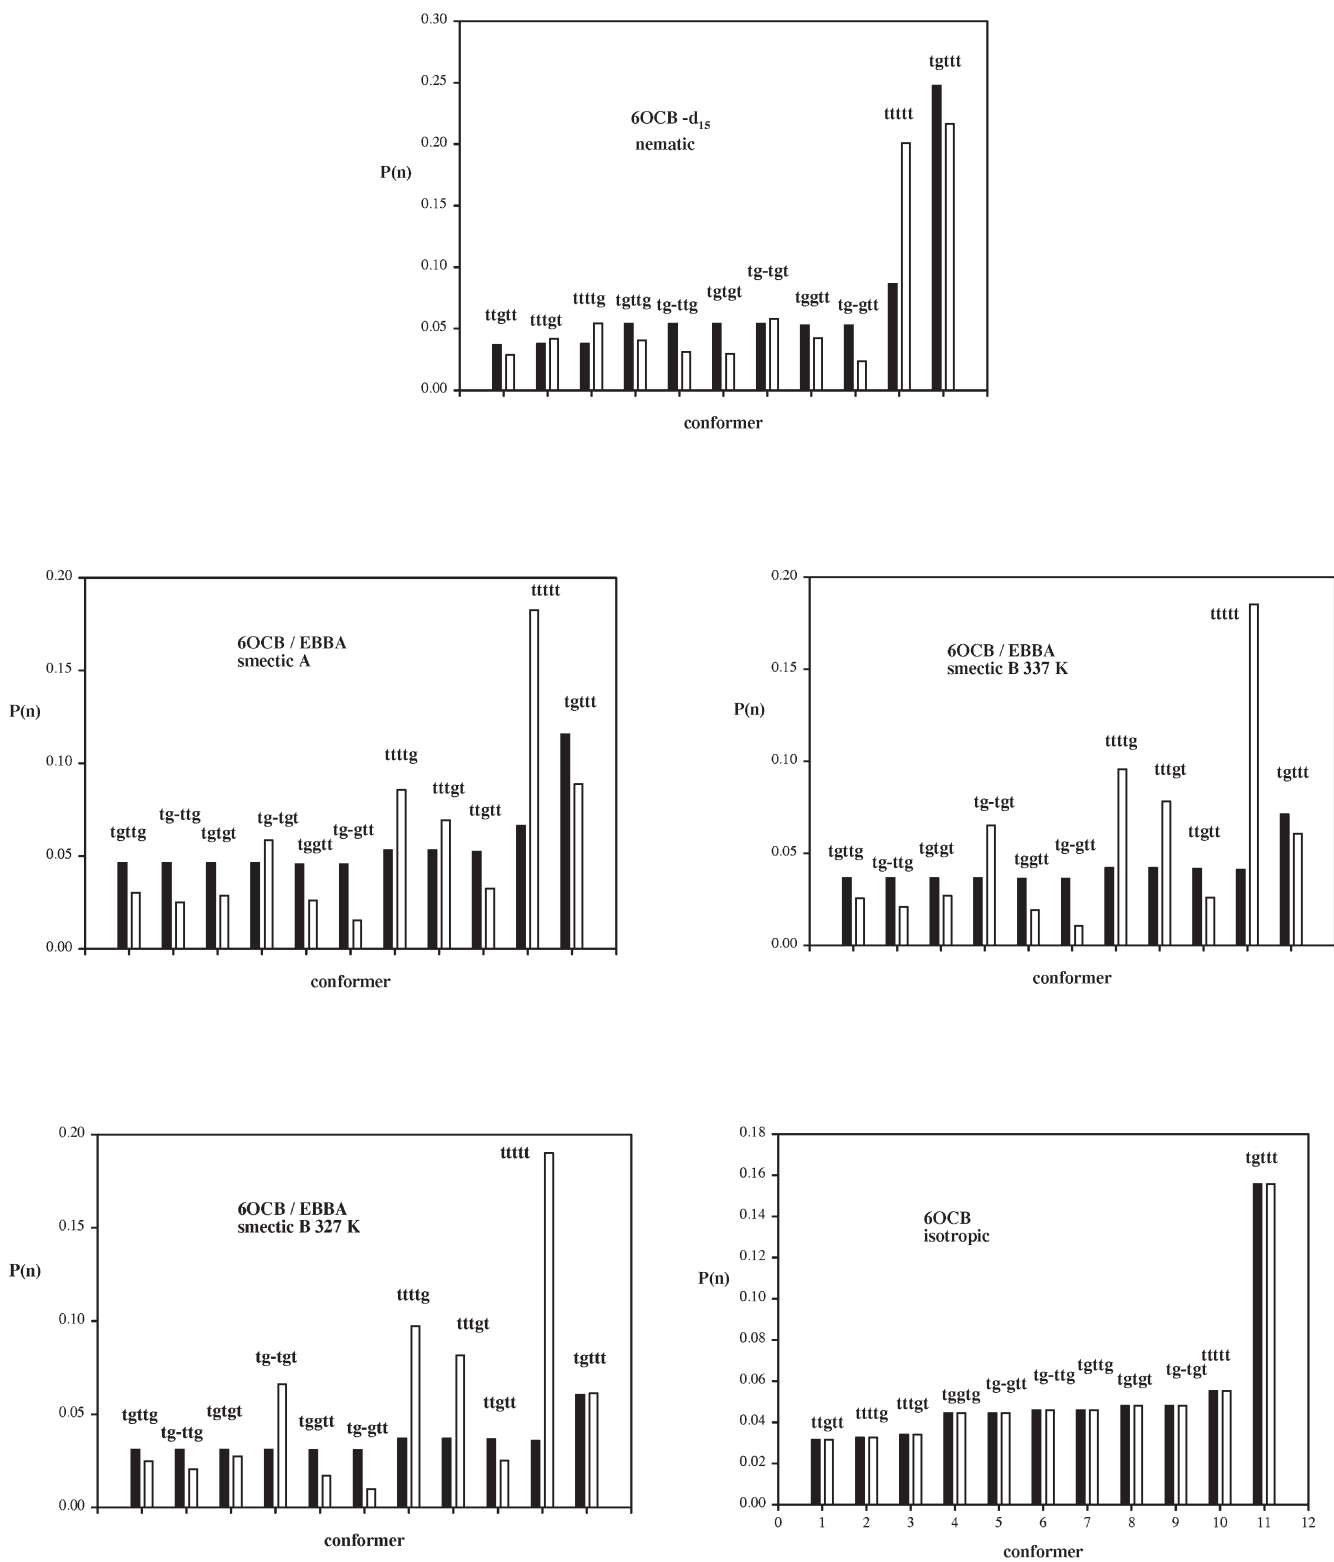 0.30
0.25
tgttt
6OCB -d15
nematic
ttttt
0.20
P(n)
0.15
0.10
tg-tgt
ttgtt
tttgt
ttttg
tgttg
tg-ttg
tgtgt
tggtt
tg-gtt
0.05
0.00
conformer
0.20
ttttt
6OCB / EBBA
smectic A
0.15
P(n)
tgttt
0.10
ttttg
tttgt
ttgtt
tgttg
tg-ttg
tgtgt
tg-tgt
tggtt
tg-gtt
0.05
0.00
conformer
0.20
ttttt
6OCB / EBBA
smectic B 337 K
0.15
P(n)
ttttg
tttgt
tgttt
0.10
tg-tgt
tgttg
tg-ttg
tgtgt
tggtt
tg-gtt
ttgtt
0.05
0.00
conformer
0.20
ttttt
6OCB / EBBA
smectic B 327 K
0.15
P(n)
ttttg
tttgt
0.10
tg-tgt
tgttt
tgttg
tg-ttg
tgtgt
tggtt
tg-gtt
ttgtt
0.05
0.00
conformer
0.18
tgttt
0.16
6OCB
isotropic
0.14
0.12
P(n)
0.10
0.08
0.06
ttgtt
ttttg
tttgt
tggtg
tg-gtt
tg-ttg
tgttg
tgtgt
tg-tgt
ttttt
0.04
0.02
0.00
0 1 2 3 4 5 6 7 8 9 10 11 12
conformer